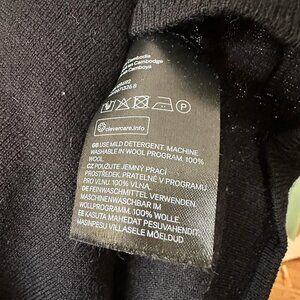 en Cambodge
Camboya
clevercare.info
GB USE MILD DETERGENT. MACHINE
WASHABLE IN WOOL PROGRAM. 100%
WOOL.
CZ POUŽIJTE JEMNÝ PRACÍ
PROSTŘEDEK. PRATELNÉ V PROGRAMU
PRO VLNU. 100% VLNA.
DE FEINWASCHMITTEL VERWENDEN.
MASCHINENWASCHBAR IM
WOLLPROGRAMM. 100% WOLLE.
EE KASUTA MAHEDAT PESUVAHENDIT.
MASINPESU VILLASELE MÕELDUD